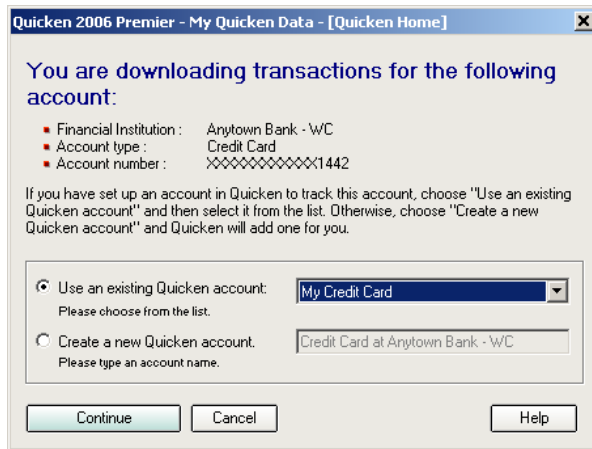 Quicken 2006 Premier - My Quicken Data - [Quicken Home]
You are downloading transactions for the following
account:
Financial Institution : Anytown Bank - WC
Account type : Credit Card
Account number : XXXXXXXXXXXX1442
If you have set up an account in Quicken to track this account, choose "Use an existing
Quicken account" and then select it from the list. Otherwise, choose "Create a new
Quicken account" and Quicken will add one for you.
Use an existing Quicken account: My Credit Card
Please choose from the list.
Create a new Quicken account. Credit Card at Anytown Bank - WC
Please type an account name.
Continue Cancel Help